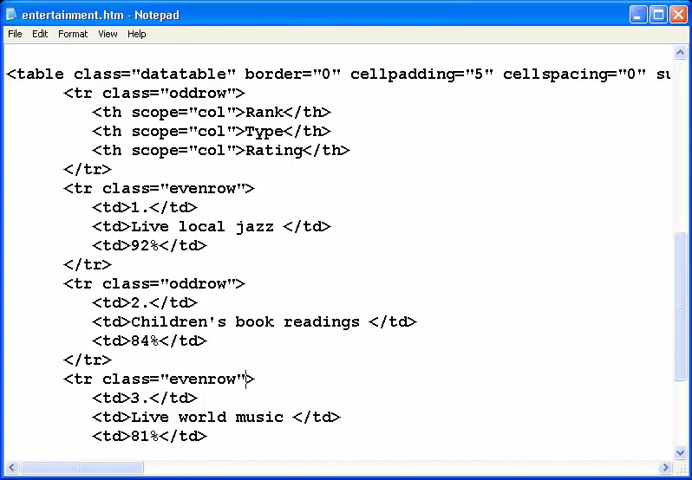 entertainment.htm - Notepad
File Edit Format View Help
<table class="datatable" border="0" cellpadding="5" cellspacing="0" su
<tr class="oddrow">
<th scope="col">Rank</th>
<th scope="col">Type</th>
<th scope="col">Rating</th>
</tr>
<tr class="evenrow">
<td>1.</td>
<td>Live local jazz </td>
<td>92%</td>
</tr>
<tr class="oddrow">
<td>2.</td>
<td>Children's book readings </td>
<td>84%</td>
</tr>
<tr class="evenrow">
<td>3.</td>
<td>Live world music </td>
<td>81%</td>